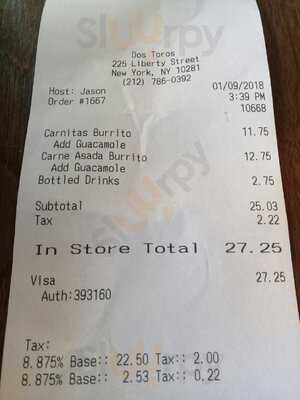 Dos Toros
225 Liberty Street
New York, NY 10281
(212) 786-0392
Host: Jason 01/09/2018
Order #1667 3:39 PM
10668
Carnitas Burrito 11.75
Add Guacamole
Carne Asada Burrito 12.75
Add Guacamole
Bottled Drinks 2.75
Subtotal 25.03
Tax 2.22
In Store Total 27.25
Visa 27.25
Auth:393160
Tax:
8.875% Base:: 22.50 Tax:: 2.00
8.875% Base:: 2.53 Tax:: 0.22
Sluurpy
Sluurpy
Sluurpy